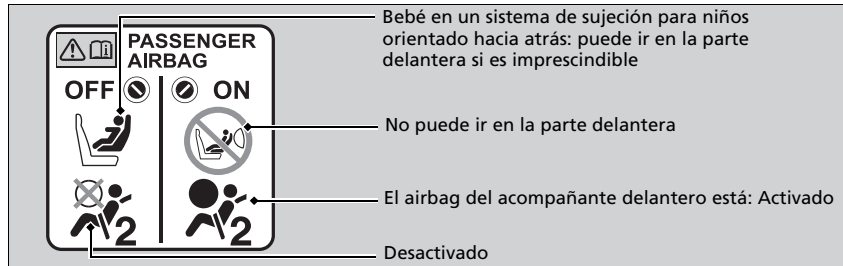 Bebé en un sistema de sujeción para niños
orientado hacia atrás: puede ir en la parte
delantera si es imprescindible
PASSENGER
AIRBAG
OFF ON
No puede ir en la parte delantera
El airbag del acompañante delantero está: Activado
2 2
Desactivado